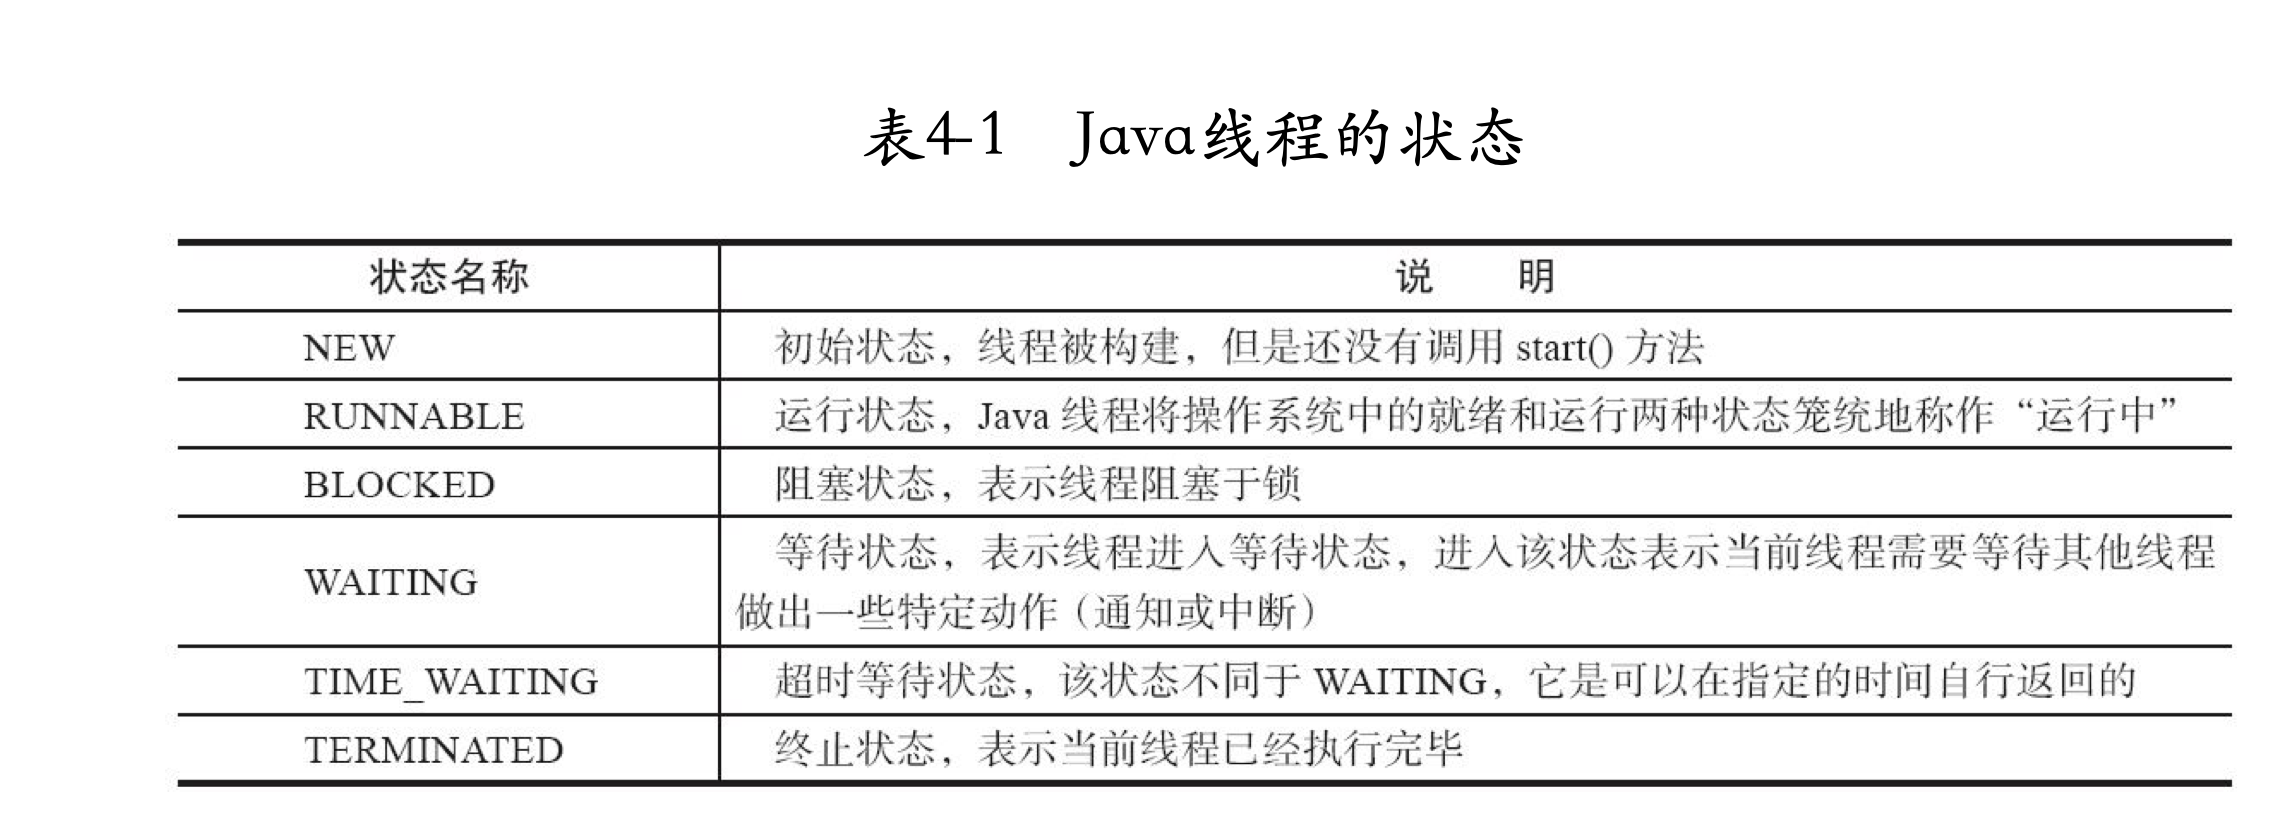 表4-1 Java线程的状态
状态名称 说 明
NEW 初始状态，线程被构建，但是还没有调用 start() 方法
RUNNABLE 运行状态，Java 线程将操作系统中的就绪和运行两种状态笼统地称作“运行中”
BLOCKED 阻塞状态，表示线程阻塞于锁
WAITING 等待状态，表示线程进入等待状态，进入该状态表示当前线程需要等待其他线程
做出一些特定动作（通知或中断）
TIME_WAITING 超时等待状态，该状态不同于 WAITING，它是可以在指定的时间自行返回的
TERMINATED 终止状态，表示当前线程已经执行完毕